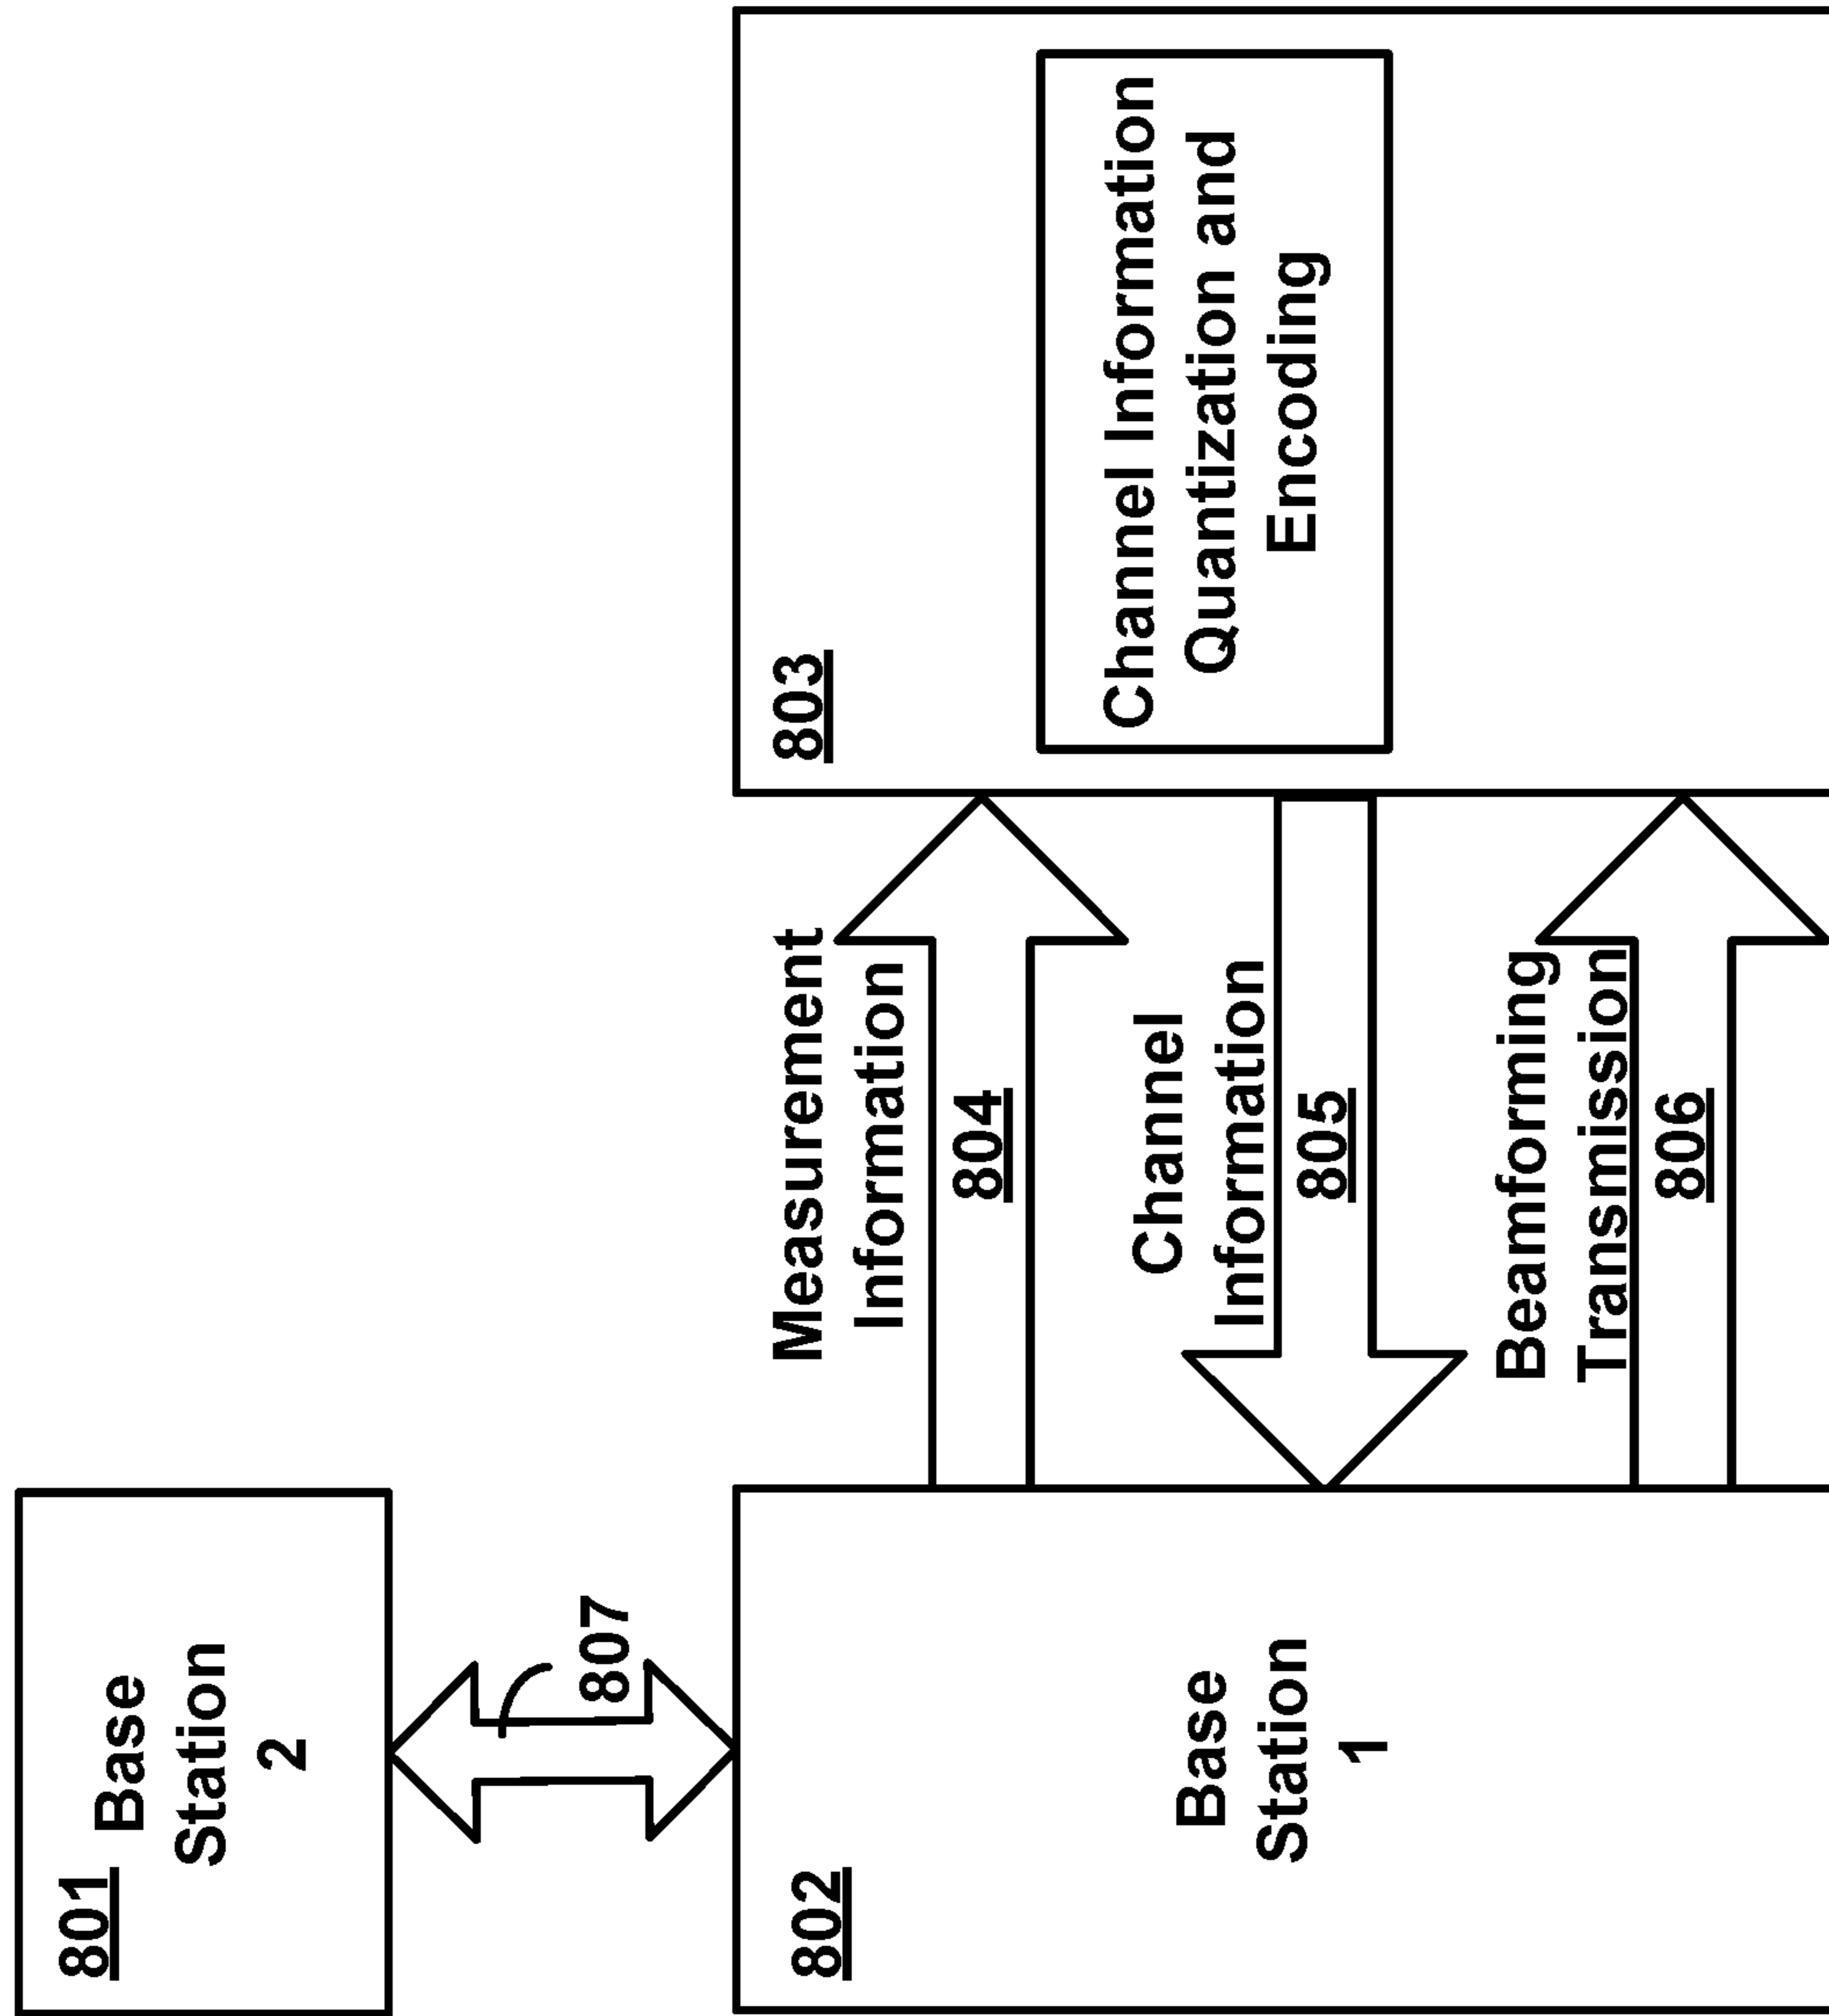 801
Base
Station
2
807
802
Base
Station
1
Measurement
Information
804
Channel
Information
805
Beamforming
Transmission
806
803
Channel Information
Quantization and
Encoding